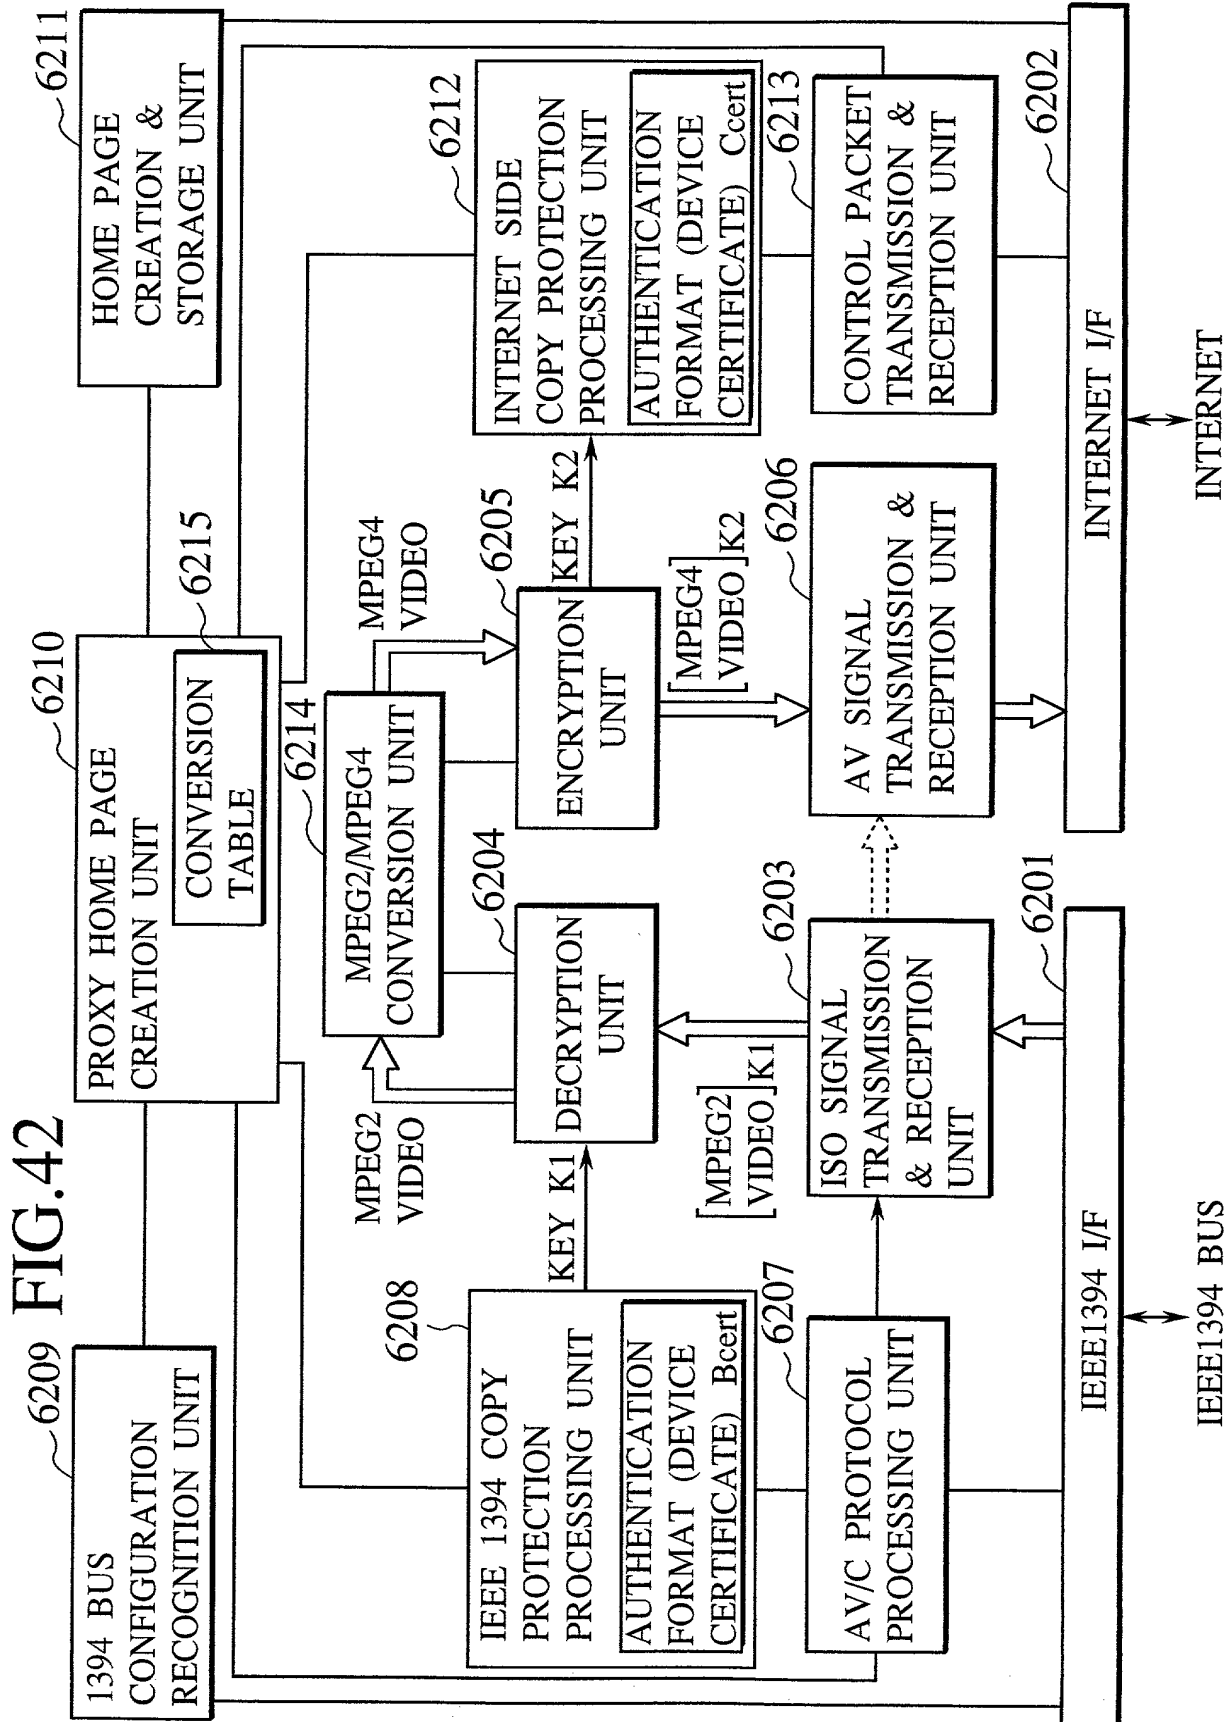 FIG.42
6209
1394 BUS
CONFIGURATION
RECOGNITION UNIT
6210
PROXY HOME PAGE
CREATION UNIT
6215
CONVERSION
TABLE
6211
HOME PAGE
CREATION &
STORAGE UNIT
6214
MPEG2/MPEG4
CONVERSION UNIT
MPEG2
VIDEO
MPEG4
VIDEO
6208
IEEE 1394 COPY
PROTECTION
PROCESSING UNIT
AUTHENTICATION
FORMAT (DEVICE
CERTIFICATE) Bcert
KEY K1
6204
DECRYPTION
UNIT
6205
ENCRYPTION
UNIT
KEY K2
6212
INTERNET SIDE
COPY PROTECTION
PROCESSING UNIT
AUTHENTICATION
FORMAT (DEVICE
CERTIFICATE) Ccert
[MPEG2
VIDEO]K1
[MPEG4
VIDEO]K2
6207
AV/C PROTOCOL
PROCESSING UNIT
6203
ISO SIGNAL
TRANSMISSION
& RECEPTION
UNIT
6206
AV SIGNAL
TRANSMISSION &
RECEPTION UNIT
6213
CONTROL PACKET
TRANSMISSION &
RECEPTION UNIT
6201
IEEE1394 I/F
6202
INTERNET I/F
IEEE1394 BUS
INTERNET